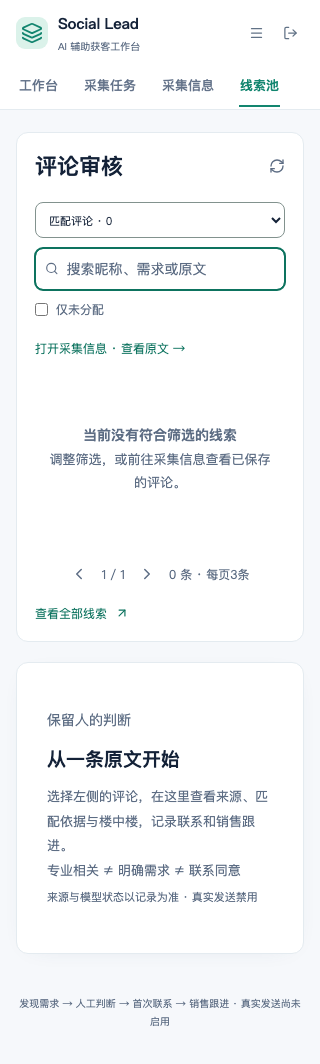 Social Lead
AI 辅助获客工作台
工作台 采集任务 采集信息 线索池
评论审核
匹配评论 · 0
搜索昵称、需求或原文
仅未分配
打开采集信息 · 查看原文 →
当前没有符合筛选的线索
调整筛选，或前往采集信息查看已保存
的评论。
1 / 1 0 条 · 每页3条
查看全部线索
保留人的判断
从一条原文开始
选择左侧的评论，在这里查看来源、匹
配依据与楼中楼，记录联系和销售跟
进。
专业相关 ≠ 明确需求 ≠ 联系同意
来源与模型状态以记录为准 · 真实发送禁用
发现需求 → 人工判断 → 首次联系 → 销售跟进 · 真实发送尚未
启用